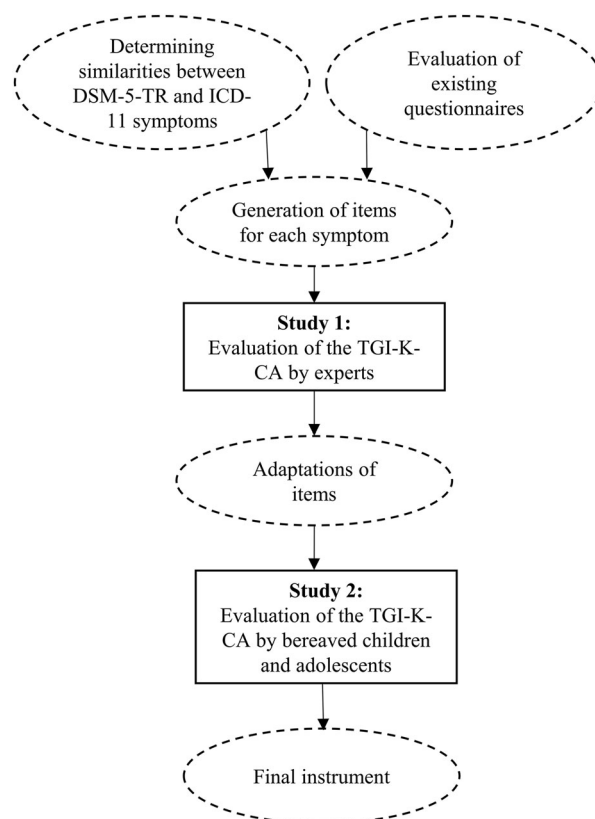 Determining
similarities between
DSM-5-TR and ICD-
11 symptoms
Evaluation of
existing
questionnaires
Generation of items
for each symptom
Study 1:
Evaluation of the TGI-K-
CA by experts
Adaptations of
items
Study 2:
Evaluation of the TGI-K-
CA by bereaved children
and adolescents
Final instrument